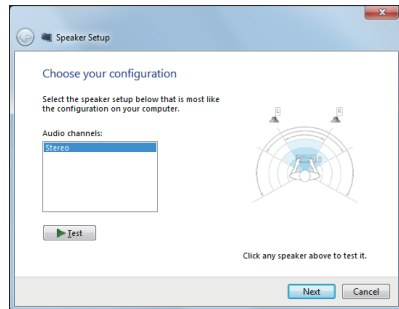 Speaker Setup
Choose your configuration
Select the speaker setup below that is most like
the configuration on your computer.
Audio channels:
Stereo
L
R
Test
Click any speaker above to test it.
Next
Cancel